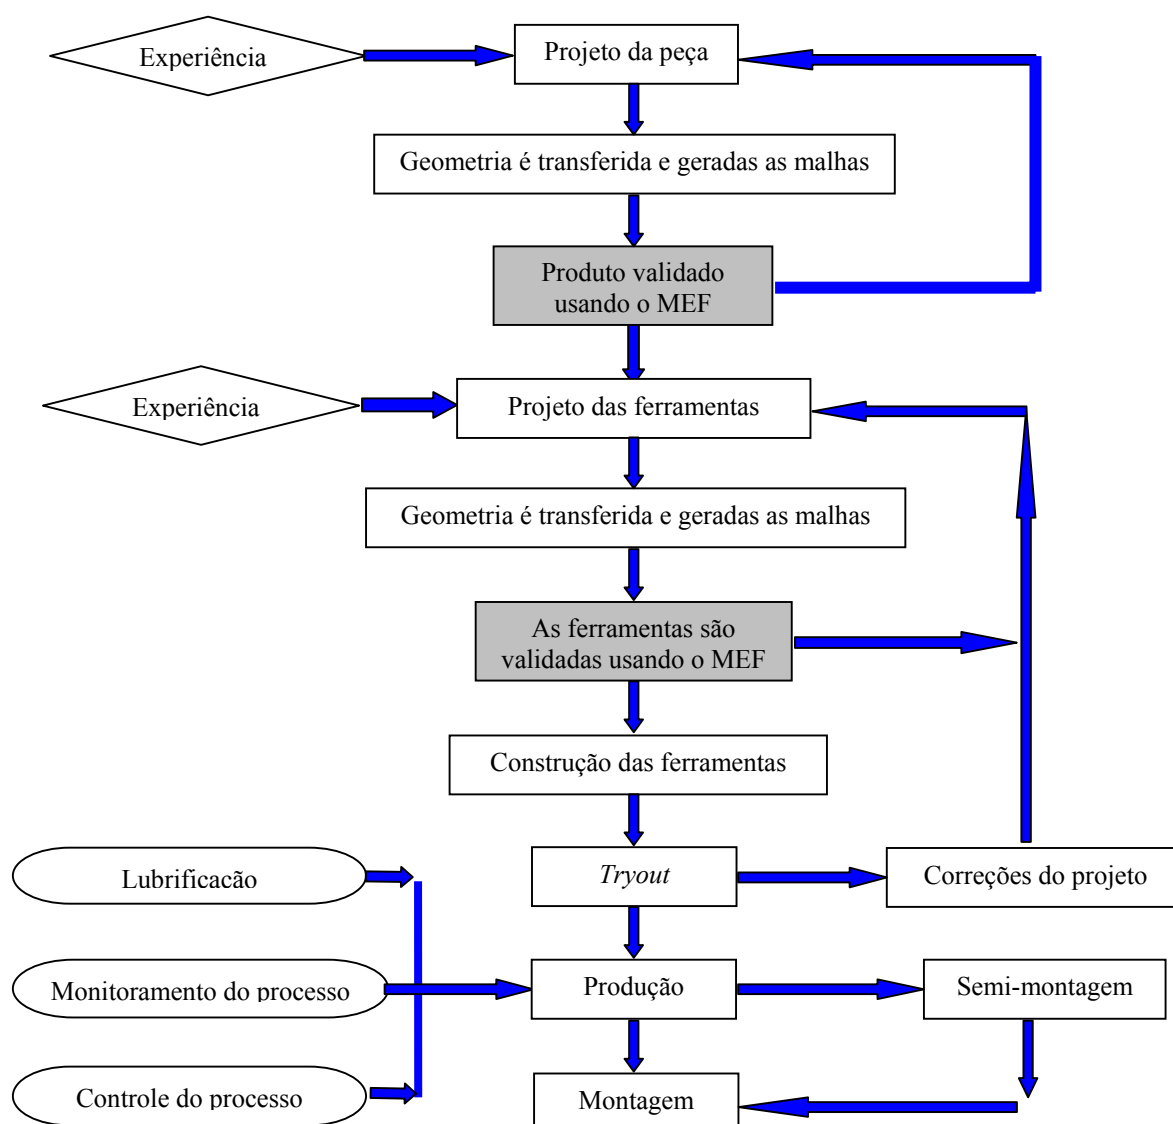 Experiência
Projeto da peça
Geometria é transferida e geradas as malhas
Produto validado
usando o MEF
Experiência
Projeto das ferramentas
Geometria é transferida e geradas as malhas
As ferramentas são
validadas usando o MEF
Construção das ferramentas
Lubrificacão
Tryout
Correções do projeto
Monitoramento do processo
Produção
Semi-montagem
Controle do processo
Montagem